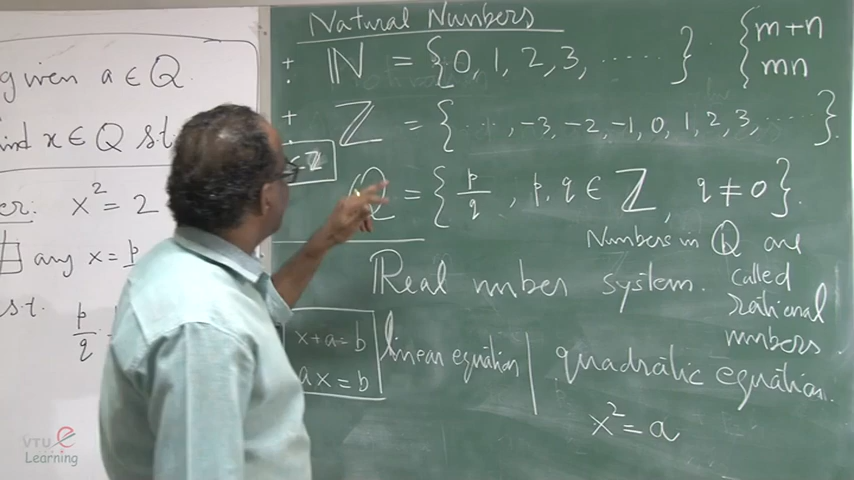 given a ∈ Q
find x ∈ Q s.t.
x² = 2
any x = p
s.t.
p/q
Natural Numbers
+ . ℕ = {0, 1, 2, 3, ......}. { m+n
mn
+ . ℤ = {...., -3, -2, -1, 0, 1, 2, 3, .....}.
ℤ
ℚ = { p/q , p, q ∈ ℤ, q ≠ 0 }.
Numbers in ℚ are
called
rational
numbers
Real number system.
x+a=b
ax=b
linear equation
quadratic equation.
x² = a
VTU e
Learning